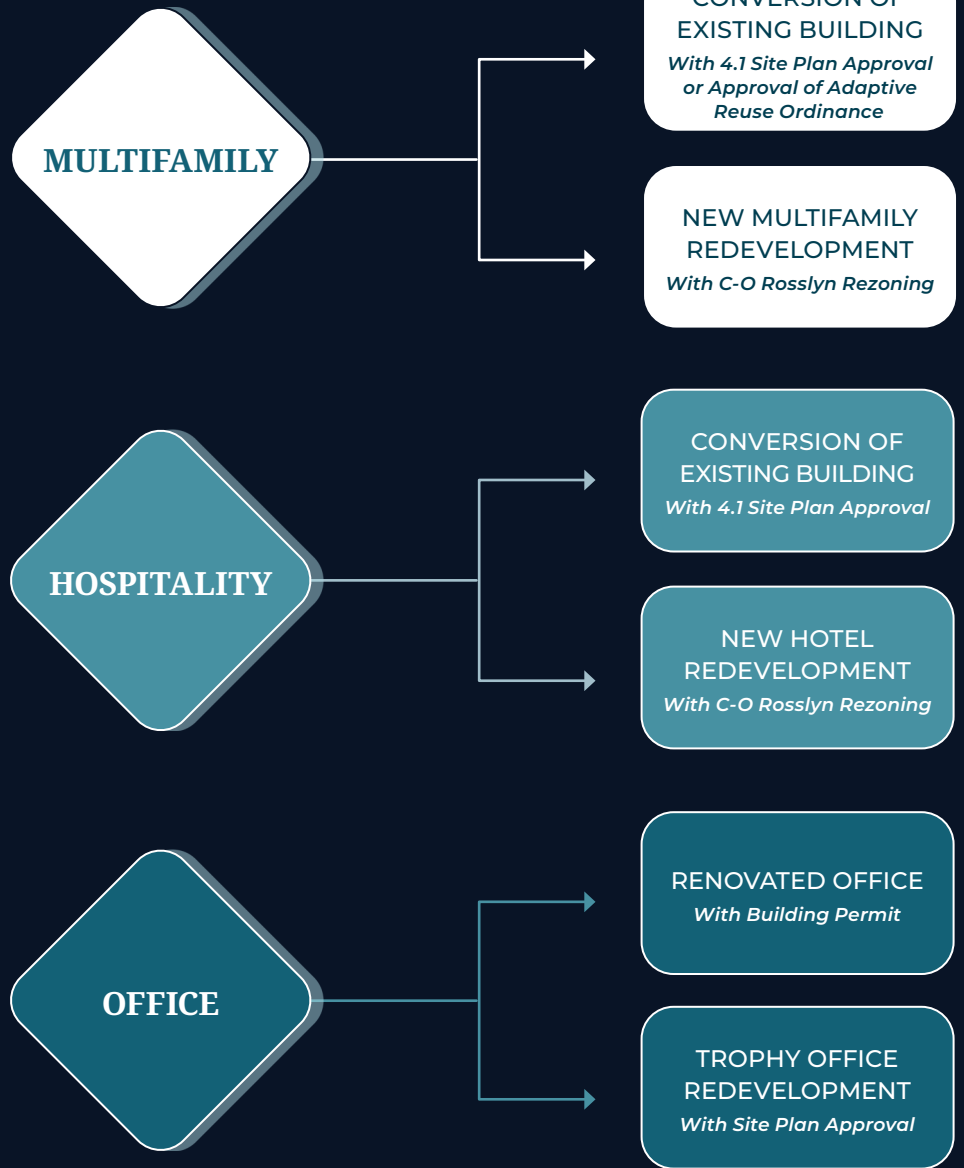 MULTIFAMILY
CONVERSION OF
EXISTING BUILDING
With 4.1 Site Plan Approval
or Approval of Adaptive
Reuse Ordinance
NEW MULTIFAMILY
REDEVELOPMENT
With C-O Rosslyn Rezoning
HOSPITALITY
CONVERSION OF
EXISTING BUILDING
With 4.1 Site Plan Approval
NEW HOTEL
REDEVELOPMENT
With C-O Rosslyn Rezoning
OFFICE
RENOVATED OFFICE
With Building Permit
TROPHY OFFICE
REDEVELOPMENT
With Site Plan Approval